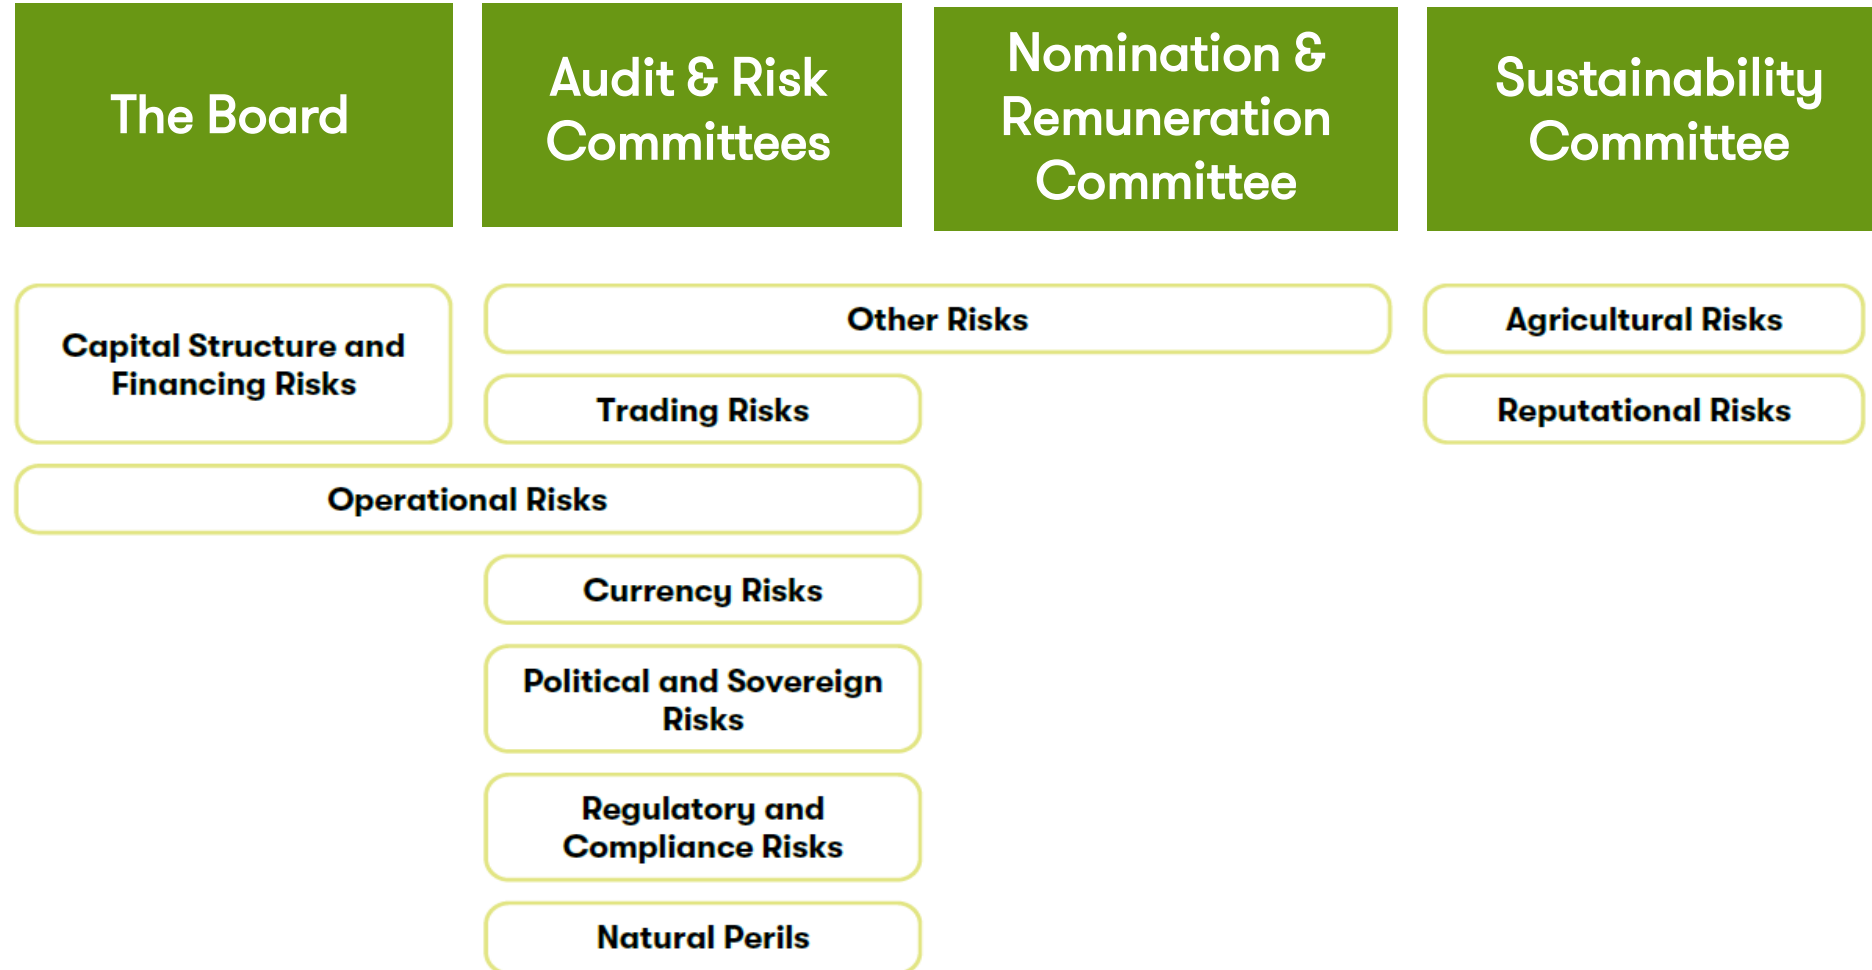 The Board
Audit & Risk
Committees
Nomination &
Remuneration
Committee
Sustainability
Committee
Capital Structure and
Financing Risks
Other Risks
Agricultural Risks
Trading Risks
Reputational Risks
Operational Risks
Currency Risks
Political and Sovereign
Risks
Regulatory and
Compliance Risks
Natural Perils